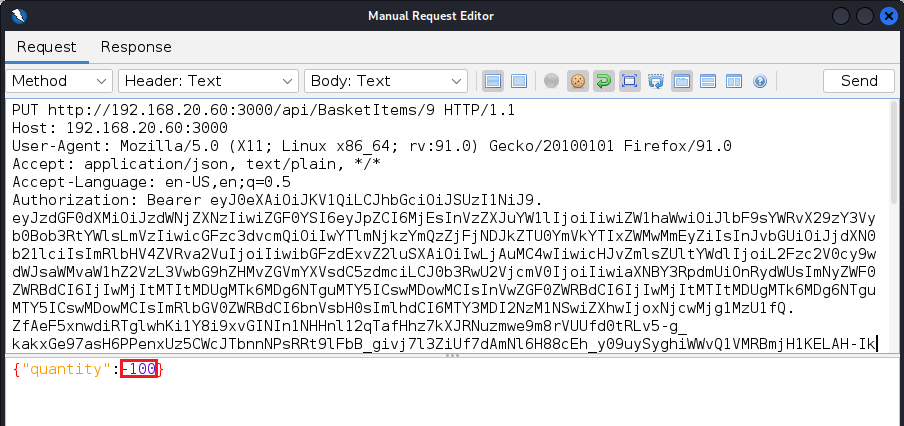 Manual Request Editor
Request Response
Method Header: Text Body: Text Send
PUT http://192.168.20.60:3000/api/BasketItems/9 HTTP/1.1
Host: 192.168.20.60:3000
User-Agent: Mozilla/5.0 (X11; Linux x86_64; rv:91.0) Gecko/20100101 Firefox/91.0
Accept: application/json, text/plain, */*
Accept-Language: en-US,en;q=0.5
Authorization: Bearer eyJ0eXAiOiJKV1QiLCJhbGciOiJSUzI1NiJ9.
eyJzdGF0dXMiOiJzdWNjZXNzIiwiZGF0YSI6eyJpZCI6MjEsInVzZXJuYW1lIjoiIiwiZW1haWwiOiJlbF9sYWRvX29zY3Vy
b0Bob3RtYWlsLmVzIiwicGFzc3dvcmQiOiIwYTlmNjkzYmQzZjFjNDJkZTU0YmVkYTIxZWMwMmEyZiIsInJvbGUiOiJjdXN0
b21lciIsImRlbHV4ZVRva2VuIjoiIiwibGFzdExvZ2luSXAiOiIwLjAuMC4wIiwicHJvZmlsZUltYWdlIjoiL2Fzc2V0cy9w
dWJsaWMvaW1hZ2VzL3VwbG9hZHMvZGVmYXVsdC5zdmciLCJ0b3RwU2VjcmV0IjoiIiwiaXNBY3RpdmUiOnRydWUsImNyZWF0
ZWRBdCI6IjIwMjItMTItMDUgMTk6MDg6NTguMTY5ICswMDowMCIsInVwZGF0ZWRBdCI6IjIwMjItMTItMDUgMTk6MDg6NTgu
MTY5ICswMDowMCIsImRlbGV0ZWRBdCI6bnVsbH0sImlhdCI6MTY3MDI2NzM1NSwiZXhwIjoxNjcwMjg1MzU1fQ.
ZfAeF5xnwdiRTglwhKi1Y8i9xvGINIn1NHHnl12qTafHhz7kXJRNuzmwe9m8rVUUfd0tRLv5-g_
kakxGe97asH6PPenxUz5CWcJTbnnNPsRRt9lFbB_givj7l3ZiUf7dAmNl6H88cEh_y09uySyghiWWvQ1VMRBmjH1KELAH-Ik
{"quantity":-100}